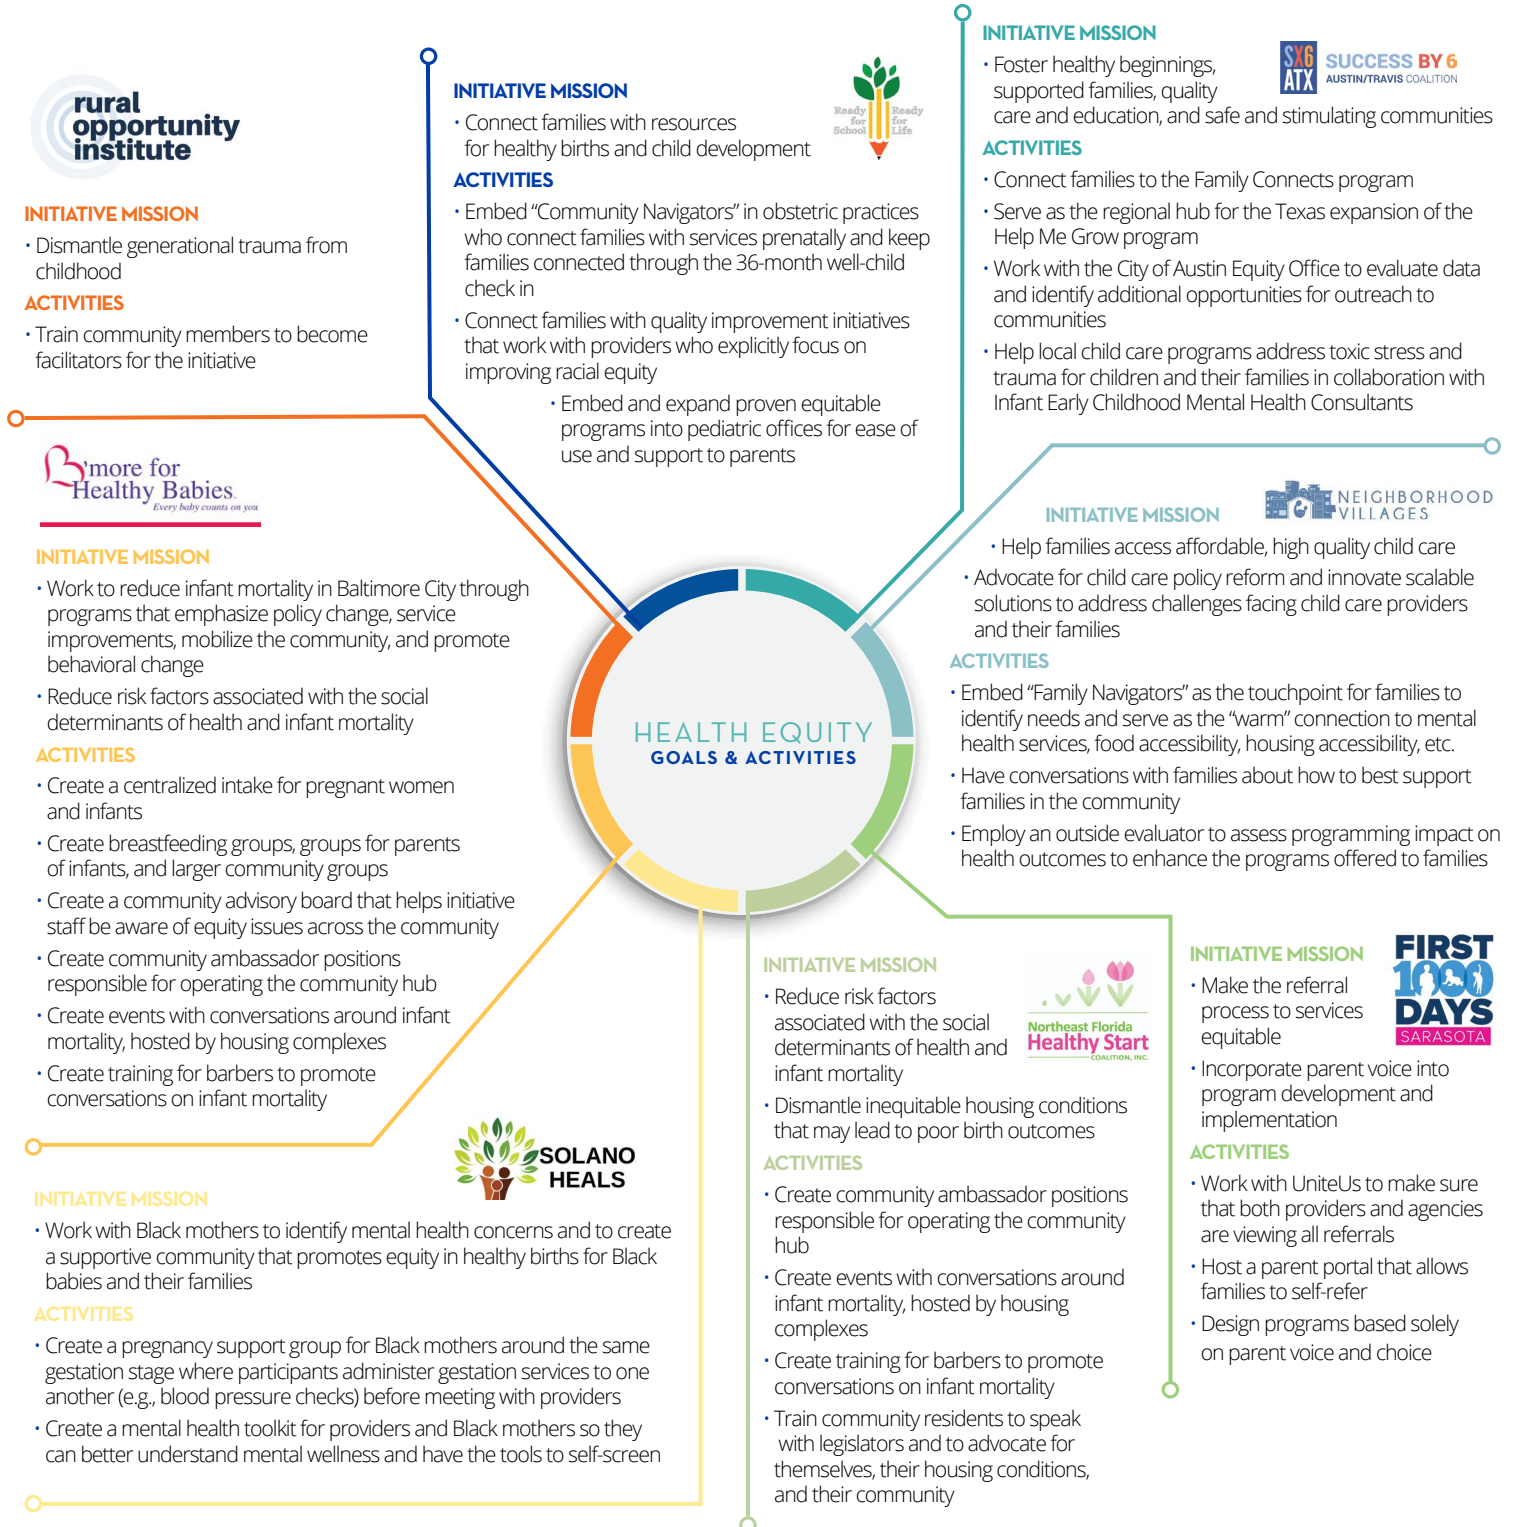 rural
opportunity
institute
INITIATIVE MISSION
• Dismantle generational trauma from
childhood
ACTIVITIES
• Train community members to become
facilitators for the initiative
INITIATIVE MISSION
• Connect families with resources
for healthy births and child development
Ready for School
Ready for Life
ACTIVITIES
• Embed “Community Navigators” in obstetric practices
who connect families with services prenatally and keep
families connected through the 36-month well-child
check in
• Connect families with quality improvement initiatives
that work with providers who explicitly focus on
improving racial equity
• Embed and expand proven equitable
programs into pediatric offices for ease of
use and support to parents
INITIATIVE MISSION
SX6
ATX
SUCCESS BY 6
AUSTIN/TRAVIS COALITION
• Foster healthy beginnings,
supported families, quality
care and education, and safe and stimulating communities
ACTIVITIES
• Connect families to the Family Connects program
• Serve as the regional hub for the Texas expansion of the
Help Me Grow program
• Work with the City of Austin Equity Office to evaluate data
and identify additional opportunities for outreach to
communities
• Help local child care programs address toxic stress and
trauma for children and their families in collaboration with
Infant Early Childhood Mental Health Consultants
B'more for
Healthy Babies
Every baby counts on you
INITIATIVE MISSION
• Work to reduce infant mortality in Baltimore City through
programs that emphasize policy change, service
improvements, mobilize the community, and promote
behavioral change
• Reduce risk factors associated with the social
determinants of health and infant mortality
ACTIVITIES
• Create a centralized intake for pregnant women
and infants
• Create breastfeeding groups, groups for parents
of infants, and larger community groups
• Create a community advisory board that helps initiative
staff be aware of equity issues across the community
• Create community ambassador positions
responsible for operating the community hub
• Create events with conversations around infant
mortality, hosted by housing complexes
• Create training for barbers to promote
conversations on infant mortality
HEALTH EQUITY
GOALS & ACTIVITIES
NEIGHBORHOOD
VILLAGES
INITIATIVE MISSION
• Help families access affordable, high quality child care
• Advocate for child care policy reform and innovate scalable
solutions to address challenges facing child care providers
and their families
ACTIVITIES
• Embed “Family Navigators” as the touchpoint for families to
identify needs and serve as the “warm” connection to mental
health services, food accessibility, housing accessibility, etc.
• Have conversations with families about how to best support
families in the community
• Employ an outside evaluator to assess programming impact on
health outcomes to enhance the programs offered to families
SOLANO
HEALS
INITIATIVE MISSION
• Work with Black mothers to identify mental health concerns and to create
a supportive community that promotes equity in healthy births for Black
babies and their families
ACTIVITIES
• Create a pregnancy support group for Black mothers around the same
gestation stage where participants administer gestation services to one
another (e.g., blood pressure checks) before meeting with providers
• Create a mental health toolkit for providers and Black mothers so they
can better understand mental wellness and have the tools to self-screen
INITIATIVE MISSION
Northeast Florida
Healthy Start
COALITION, INC.
• Reduce risk factors
associated with the social
determinants of health and
infant mortality
• Dismantle inequitable housing conditions
that may lead to poor birth outcomes
ACTIVITIES
• Create community ambassador positions
responsible for operating the community
hub
• Create events with conversations around
infant mortality, hosted by housing
complexes
• Create training for barbers to promote
conversations on infant mortality
• Train community residents to speak
with legislators and to advocate for
themselves, their housing conditions,
and their community
INITIATIVE MISSION
FIRST
1000
DAYS
SARASOTA
• Make the referral
process to services
equitable
• Incorporate parent voice into
program development and
implementation
ACTIVITIES
• Work with UniteUs to make sure
that both providers and agencies
are viewing all referrals
• Host a parent portal that allows
families to self-refer
• Design programs based solely
on parent voice and choice